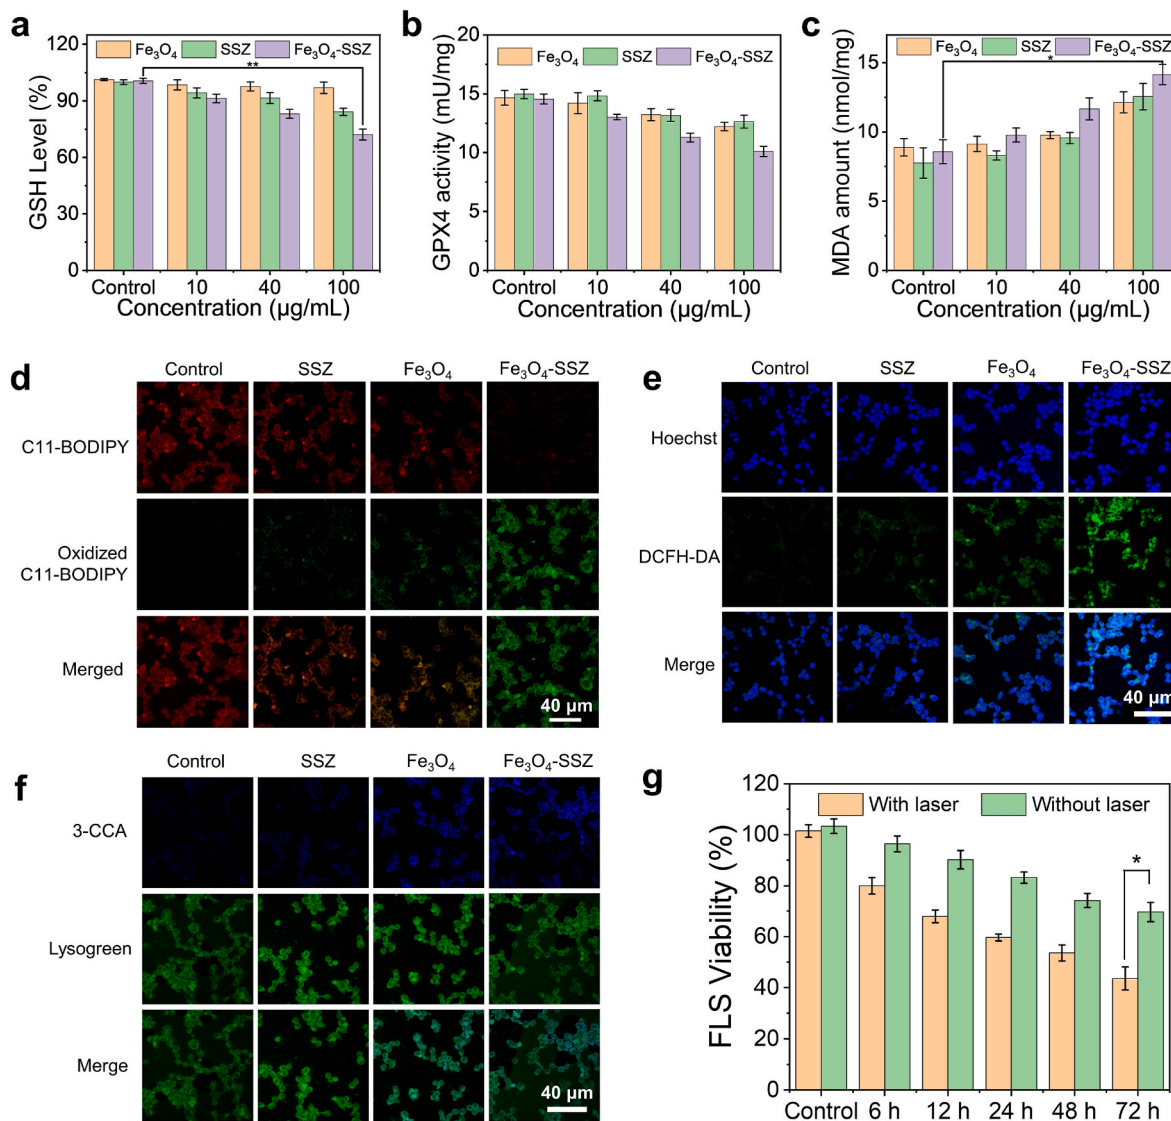 a
Fe₃O₄ SSZ Fe₃O₄-SSZ
**
GSH Level (%)
120
90
60
30
0
Control 10 40 100
Concentration (µg/mL)
b
Fe₃O₄ SSZ Fe₃O₄-SSZ
GPX4 activity (mU/mg)
20
15
10
5
0
Control 10 40 100
Concentration (µg/mL)
c
Fe₃O₄ SSZ Fe₃O₄-SSZ
*
MDA amount (nmol/mg)
15
10
5
0
Control 10 40 100
Concentration (µg/mL)
d
Control SSZ Fe₃O₄ Fe₃O₄-SSZ
C11-BODIPY
Oxidized
C11-BODIPY
Merged
40 µm
e
Control SSZ Fe₃O₄ Fe₃O₄-SSZ
Hoechst
DCFH-DA
Merge
40 µm
f
Control SSZ Fe₃O₄ Fe₃O₄-SSZ
3-CCA
Lysogreen
Merge
40 µm
g
With laser Without laser
*
FLS Viability (%)
120
100
80
60
40
20
0
Control 6 h 12 h 24 h 48 h 72 h